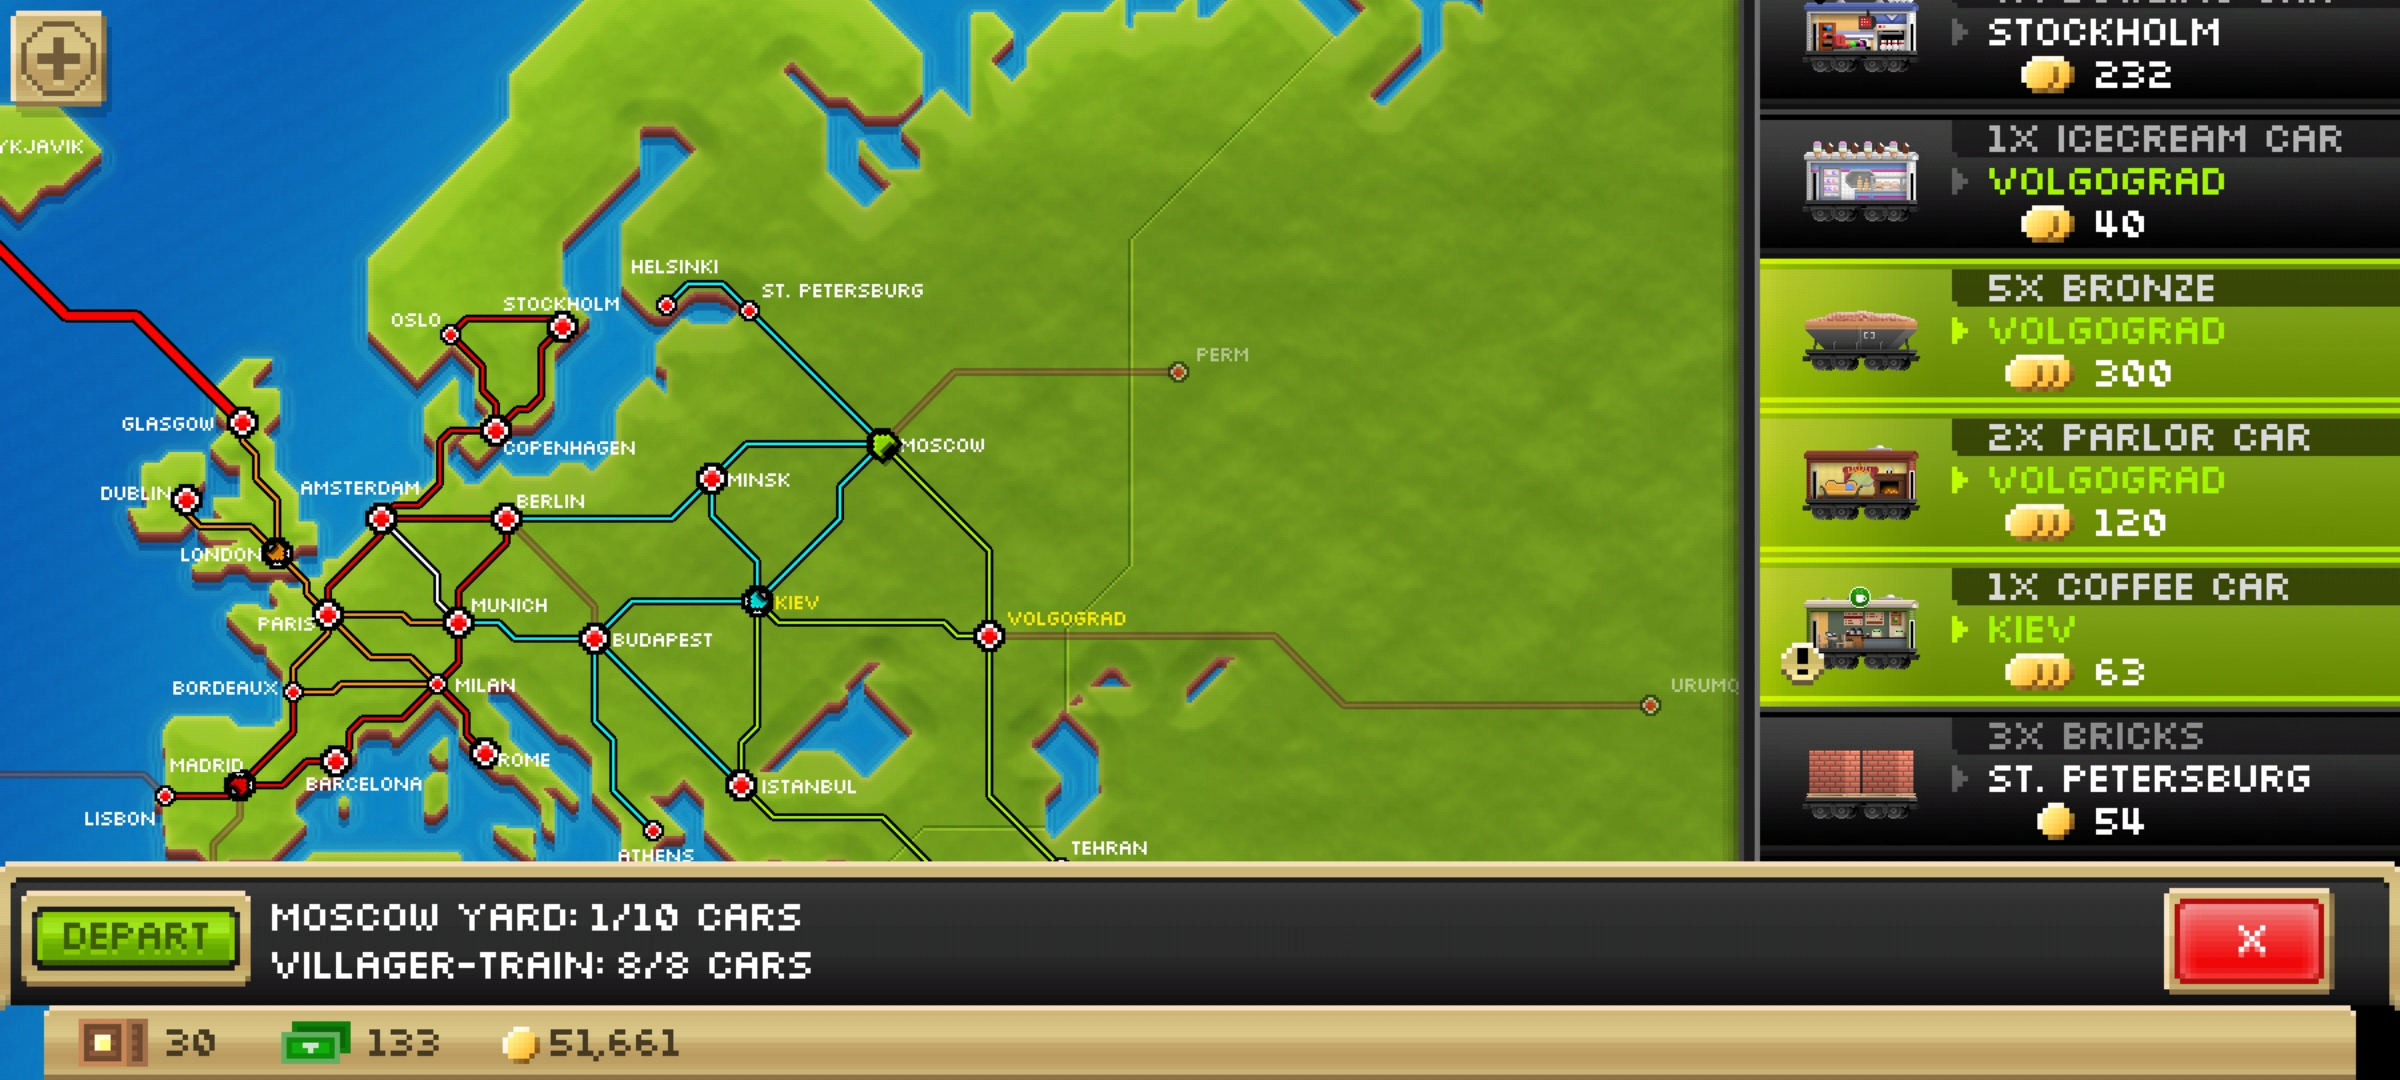 STOCKHOLM
232
YKJAVIK
1X ICECREAM CAR
VOLGOGRAD
40
HELSINKI
ST. PETERSBURG
STOCKHOLM
OSLO
5X BRONZE
VOLGOGRAD
300
PERM
GLASGOW
COPENHAGEN
MOSCOW
2X PARLOR CAR
VOLGOGRAD
120
MINSK
AMSTERDAM
DUBLIN
BERLIN
LONDON
1X COFFEE CAR
KIEV
63
MUNICH
KIEV
PARIS
VOLGOGRAD
BUDAPEST
BORDEAUX
MILAN
URUMQ
3X BRICKS
ST. PETERSBURG
54
MADRID
ROME
BARCELONA
ISTANBUL
LISBON
ATHENS
TEHRAN
DEPART
MOSCOW YARD: 1/10 CARS
VILLAGER-TRAIN: 8/8 CARS
X
30
133
51,661